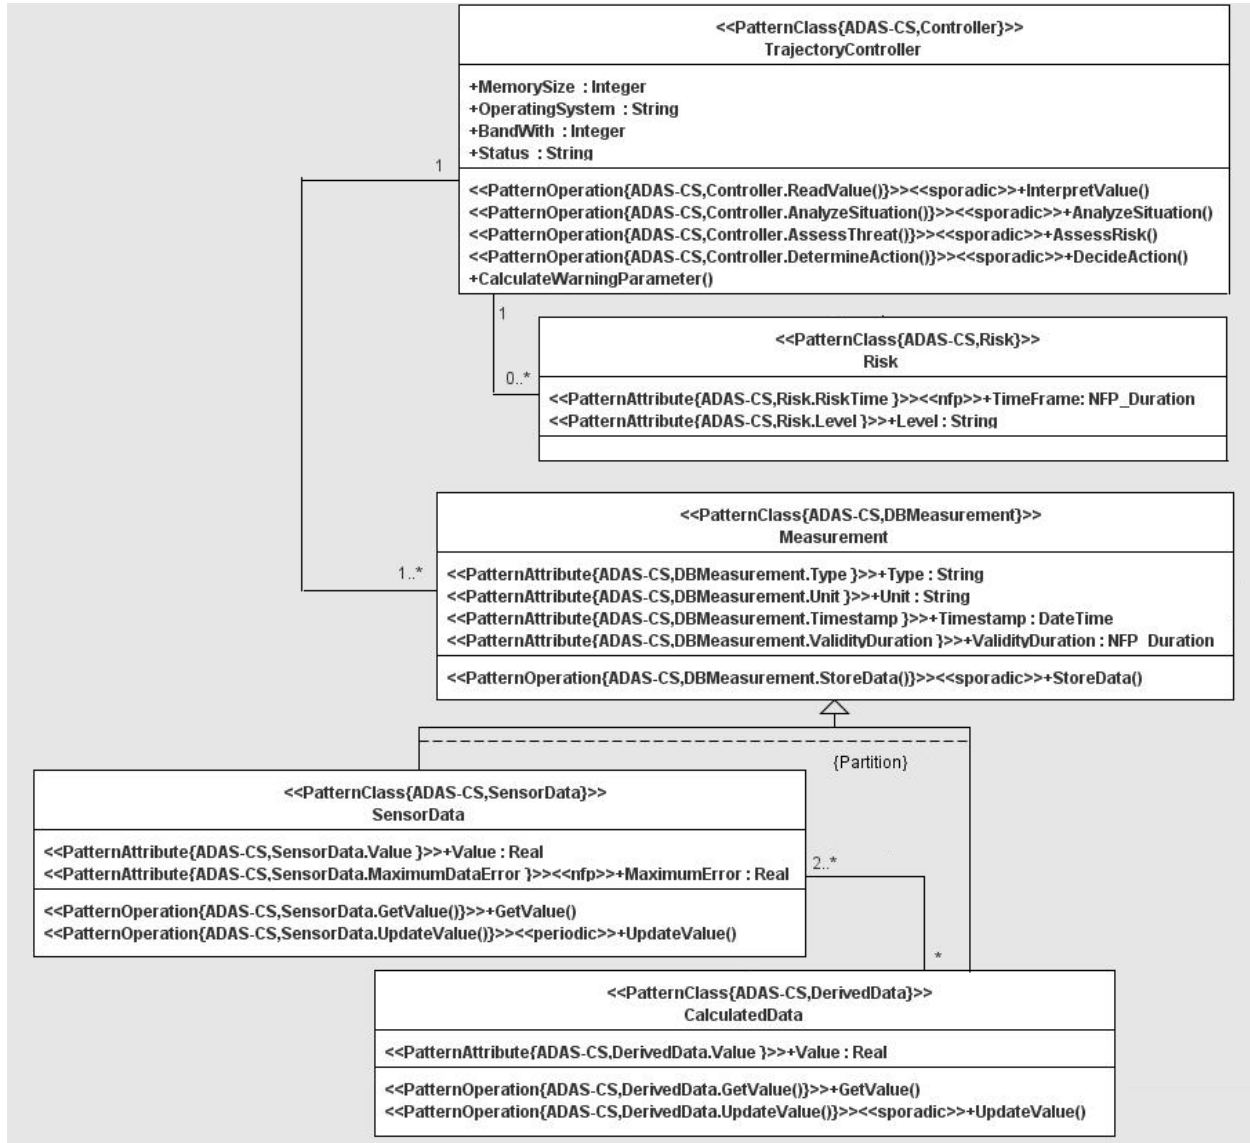 <<PatternClass{ADAS-CS,Controller}>>
TrajectoryController
+MemorySize : Integer
+OperatingSystem : String
+BandWith : Integer
+Status : String
1
<<PatternOperation{ADAS-CS,Controller.ReadValue()}>><<sporadic>>+InterpretValue()
<<PatternOperation{ADAS-CS,Controller.AnalyzeSituation()}>><<sporadic>>+AnalyzeSituation()
<<PatternOperation{ADAS-CS,Controller.AssessThreat()}>><<sporadic>>+AssessRisk()
<<PatternOperation{ADAS-CS,Controller.DetermineAction()}>><<sporadic>>+DecideAction()
+CalculateWarningParameter()
1
<<PatternClass{ADAS-CS,Risk}>>
Risk
0..*
<<PatternAttribute{ADAS-CS,Risk.RiskTime }>><<nfp>>+TimeFrame: NFP_Duration
<<PatternAttribute{ADAS-CS,Risk.Level }>>+Level : String
<<PatternClass{ADAS-CS,DBMeasurement}>>
Measurement
1..*
<<PatternAttribute{ADAS-CS,DBMeasurement.Type }>>+Type : String
<<PatternAttribute{ADAS-CS,DBMeasurement.Unit }>>+Unit : String
<<PatternAttribute{ADAS-CS,DBMeasurement.Timestamp }>>+Timestamp : DateTime
<<PatternAttribute{ADAS-CS,DBMeasurement.ValidityDuration }>>+ValidityDuration : NFP_Duration
<<PatternOperation{ADAS-CS,DBMeasurement.StoreData()}>><<sporadic>>+StoreData()
{Partition}
<<PatternClass{ADAS-CS,SensorData}>>
SensorData
<<PatternAttribute{ADAS-CS,SensorData.Value }>>+Value : Real
<<PatternAttribute{ADAS-CS,SensorData.MaximumDataError }>><<nfp>>+MaximumError : Real
2..*
<<PatternOperation{ADAS-CS,SensorData.GetValue()}>>+GetValue()
<<PatternOperation{ADAS-CS,SensorData.UpdateValue()}>><<periodic>>+UpdateValue()
*
<<PatternClass{ADAS-CS,DerivedData}>>
CalculatedData
<<PatternAttribute{ADAS-CS,DerivedData.Value }>>+Value : Real
<<PatternOperation{ADAS-CS,DerivedData.GetValue()}>>+GetValue()
<<PatternOperation{ADAS-CS,DerivedData.UpdateValue()}>><<sporadic>>+UpdateValue()